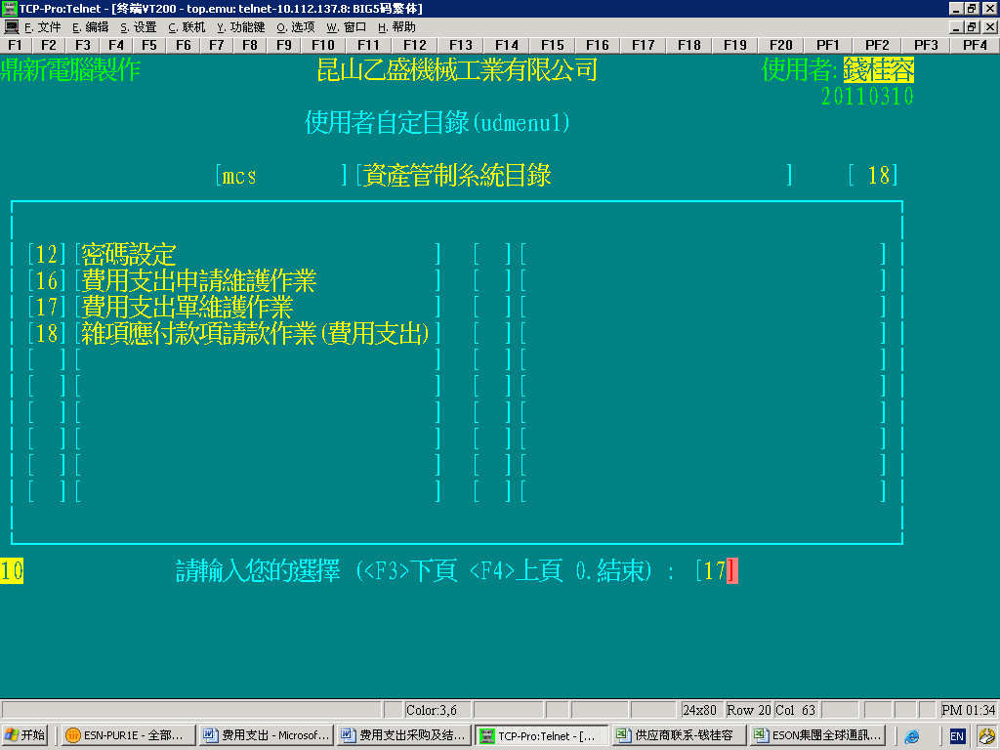 TCP-Pro:Telnet - [终端VT200 - top.emu: telnet-10.112.137.8: BIG5码繁体]
F. 文件 E. 编辑 S. 设置 C. 联机 Y. 功能键 O. 选项 W. 窗口 H. 帮助
F1 F2 F3 F4 F5 F6 F7 F8 F9 F10 F11 F12 F13 F14 F15 F16 F17 F18 F19 F20 PF1 PF2 PF3 PF4
鼎新電腦製作 昆山乙盛機械工業有限公司 使用者: 錢桂容
20110310
使用者自定目錄(udmenu1)
[mcs ][資產管制系統目錄 ] [ 18]
[12][密碼設定 ] [ ][ ]
[16][費用支出申請維護作業 ] [ ][ ]
[17][費用支出單維護作業 ] [ ][ ]
[18][雜項應付款項請款作業(費用支出)] [ ][ ]
[ ][ ] [ ][ ]
[ ][ ] [ ][ ]
[ ][ ] [ ][ ]
[ ][ ] [ ][ ]
[ ][ ] [ ][ ]
[ ][ ] [ ][ ]
10 請輸入您的選擇 (<F3>下頁 <F4>上頁 0.結束) : [17]
Color:3,6 24x80 Row 20 Col 63 PM 01:34
开始 ESN-PUR1E - 全部... 费用支出 - Microsof... 费用支出采购及结... TCP-Pro:Telnet - [... 供应商联系-钱桂容 ESON集團全球通訊... EN